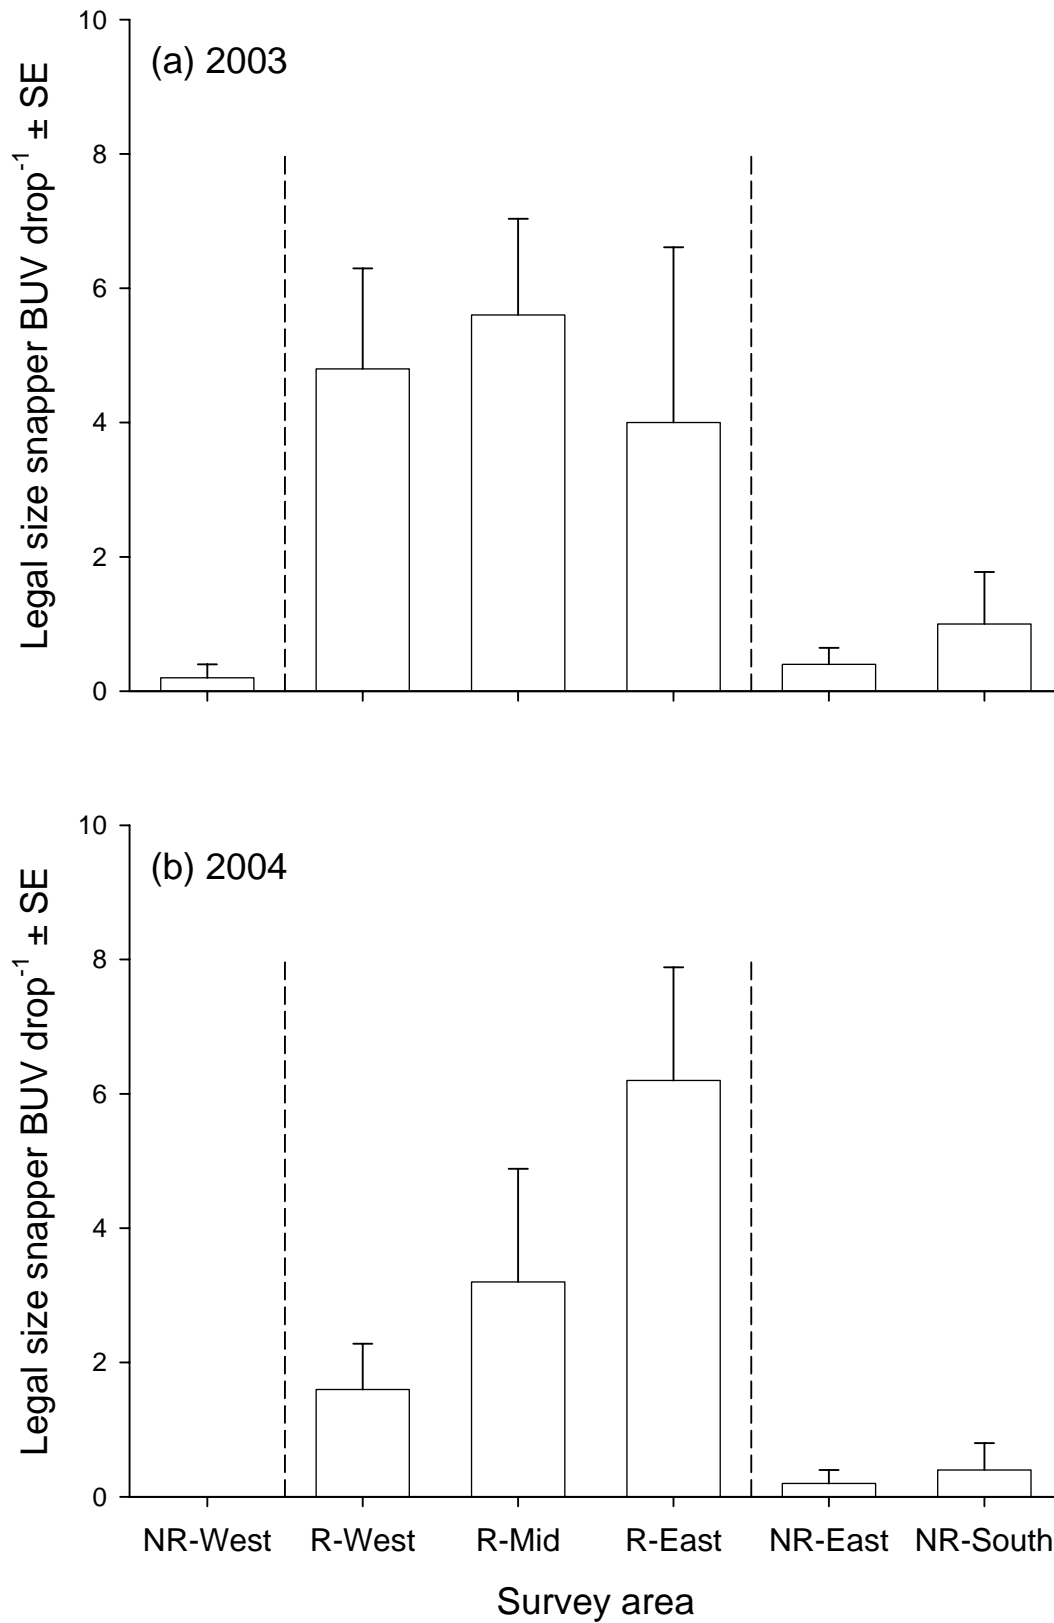 (a) 2003
Legal size snapper BUV drop⁻¹ ± SE
10
8
6
4
2
0
(b) 2004
Legal size snapper BUV drop⁻¹ ± SE
10
8
6
4
2
0
NR-West R-West R-Mid R-East NR-East NR-South
Survey area